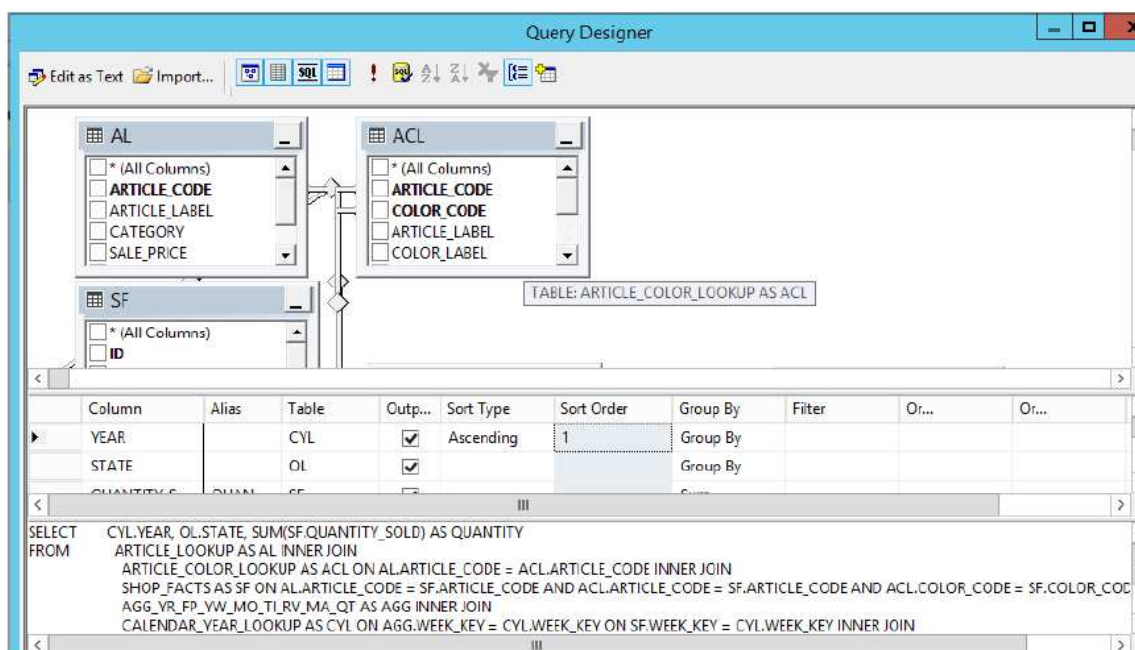 Query Designer
Edit as Text Import... SQL
AL
* (All Columns)
ARTICLE_CODE
ARTICLE_LABEL
CATEGORY
SALE_PRICE
ACL
* (All Columns)
ARTICLE_CODE
COLOR_CODE
ARTICLE_LABEL
COLOR_LABEL
TABLE: ARTICLE_COLOR_LOOKUP AS ACL
SF
* (All Columns)
ID
Column Alias Table Outp... Sort Type Sort Order Group By Filter Or... Or...
YEAR CYL Ascending 1 Group By
STATE OL Group By
SELECT CYL.YEAR, OL.STATE, SUM(SF.QUANTITY_SOLD) AS QUANTITY
FROM ARTICLE_LOOKUP AS AL INNER JOIN
ARTICLE_COLOR_LOOKUP AS ACL ON AL.ARTICLE_CODE = ACL.ARTICLE_CODE INNER JOIN
SHOP_FACTS AS SF ON AL.ARTICLE_CODE = SF.ARTICLE_CODE AND ACL.ARTICLE_CODE = SF.ARTICLE_CODE AND ACL.COLOR_CODE = SF.COLOR_COD
AGG_YR_FP_YW_MO_TI_RV_MA_QT AS AGG INNER JOIN
CALENDAR_YEAR_LOOKUP AS CYL ON AGG.WEEK_KEY = CYL.WEEK_KEY ON SF.WEEK_KEY = CYL.WEEK_KEY INNER JOIN